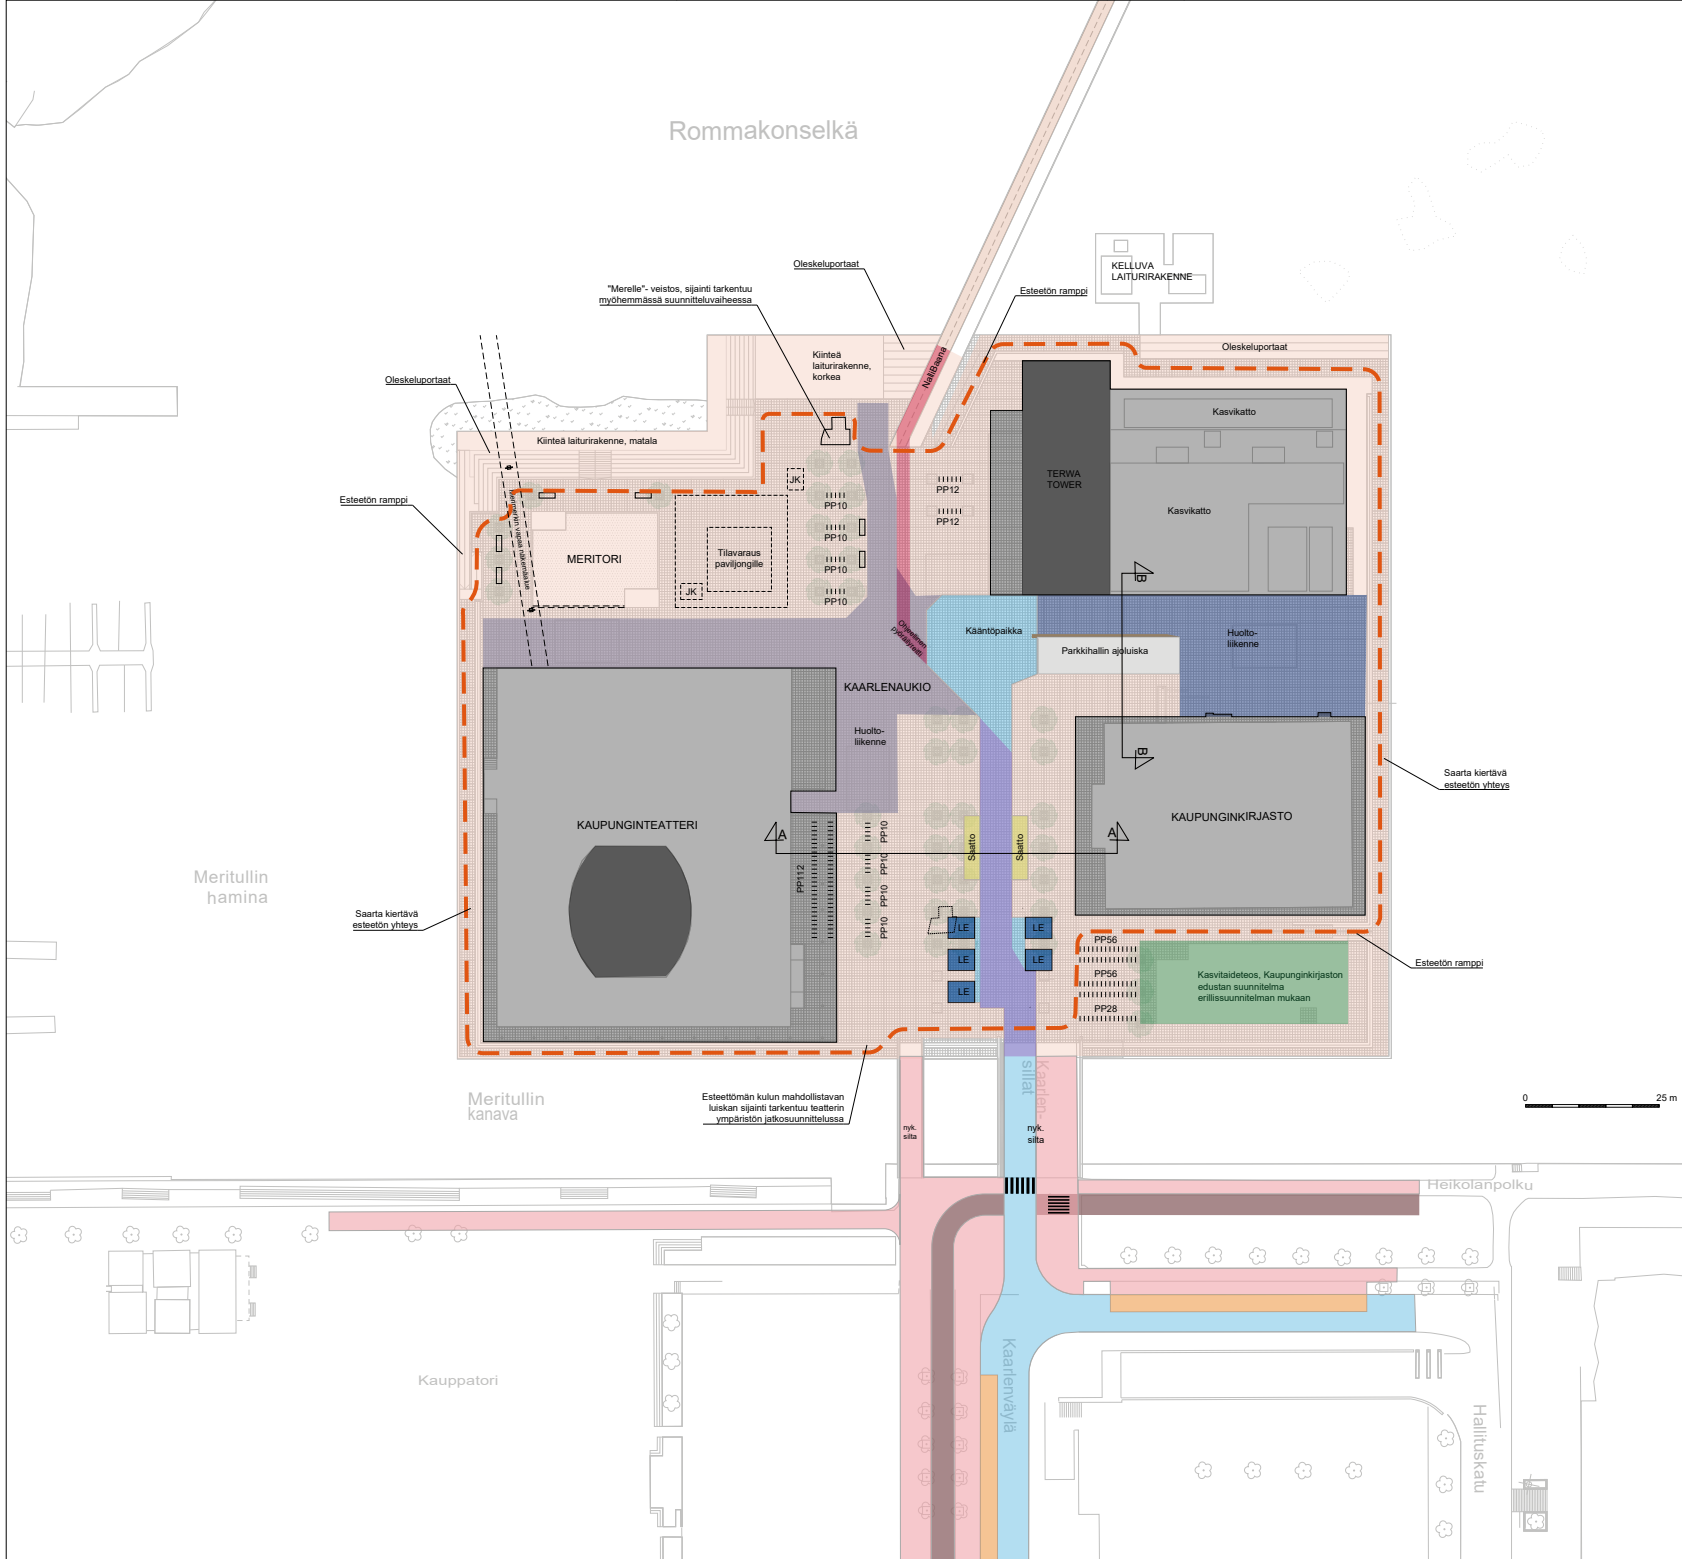 Rommakonselkä
Oleskeluportaat
KELLUVA
LAITURIRAKENNE
"Merelle"- veistos, sijainti tarkentuu
myöhemmässä suunnitteluvaiheessa
Esteetön ramppi
Oleskeluportaat
Kiinteä
laiturirakenne,
korkea
NalliBaana
Oleskeluportaat
Kasvikatto
Kiinteä laiturirakenne, matala
TERWA
TOWER
JK
PP12
Esteetön ramppi
PP10
Kasvikatto
PP12
PP10
MERITORI
Tilavaraus
paviljongille
PP10
JK
PP10
B
Ohjeellinen
pyöräilyreitti
Kääntöpaikka
Huolto-
liikenne
Parkkihallin ajoluiska
KAARLENAUKIO
Huolto-
liikenne
B
Saarta kiertävä
esteetön yhteys
KAUPUNGINTEATTERI
A
PP10
Saatto
Saatto
A
KAUPUNGINKIRJASTO
PP10
PP112
PP10
PP10
Meritullin
hamina
Saarta kiertävä
esteetön yhteys
LE
LE
PP56
LE
LE
Esteetön ramppi
PP56
Kasvitaideteos, Kaupunginkirjaston
edustan suunnitelma
erillissuunnitelman mukaan
LE
PP28
Kaarlen-
sillat
Meritullin
kanava
Esteettömän kulun mahdollistavan
luiskan sijainti tarkentuu teatterin
ympäristön jatkosuunnittelussa
0
25 m
nyk.
silta
nyk.
silta
Heikolanpolku
Kauppatori
Kaarlenväylä
Hallituskatu